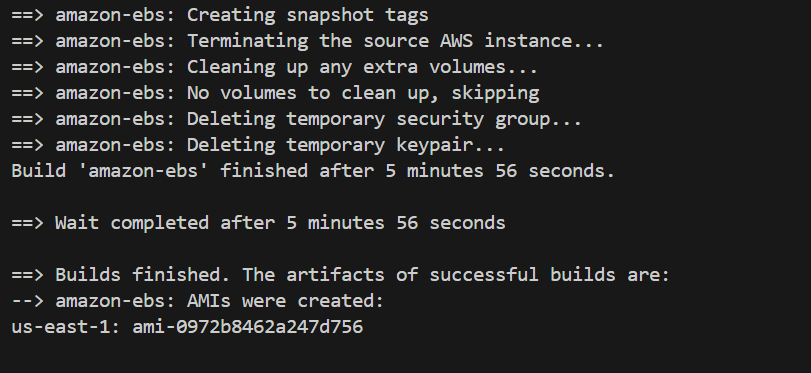 ==> amazon-ebs: Creating snapshot tags
==> amazon-ebs: Terminating the source AWS instance...
==> amazon-ebs: Cleaning up any extra volumes...
==> amazon-ebs: No volumes to clean up, skipping
==> amazon-ebs: Deleting temporary security group...
==> amazon-ebs: Deleting temporary keypair...
Build 'amazon-ebs' finished after 5 minutes 56 seconds.
==> Wait completed after 5 minutes 56 seconds
==> Builds finished. The artifacts of successful builds are:
--> amazon-ebs: AMIs were created:
us-east-1: ami-0972b8462a247d756